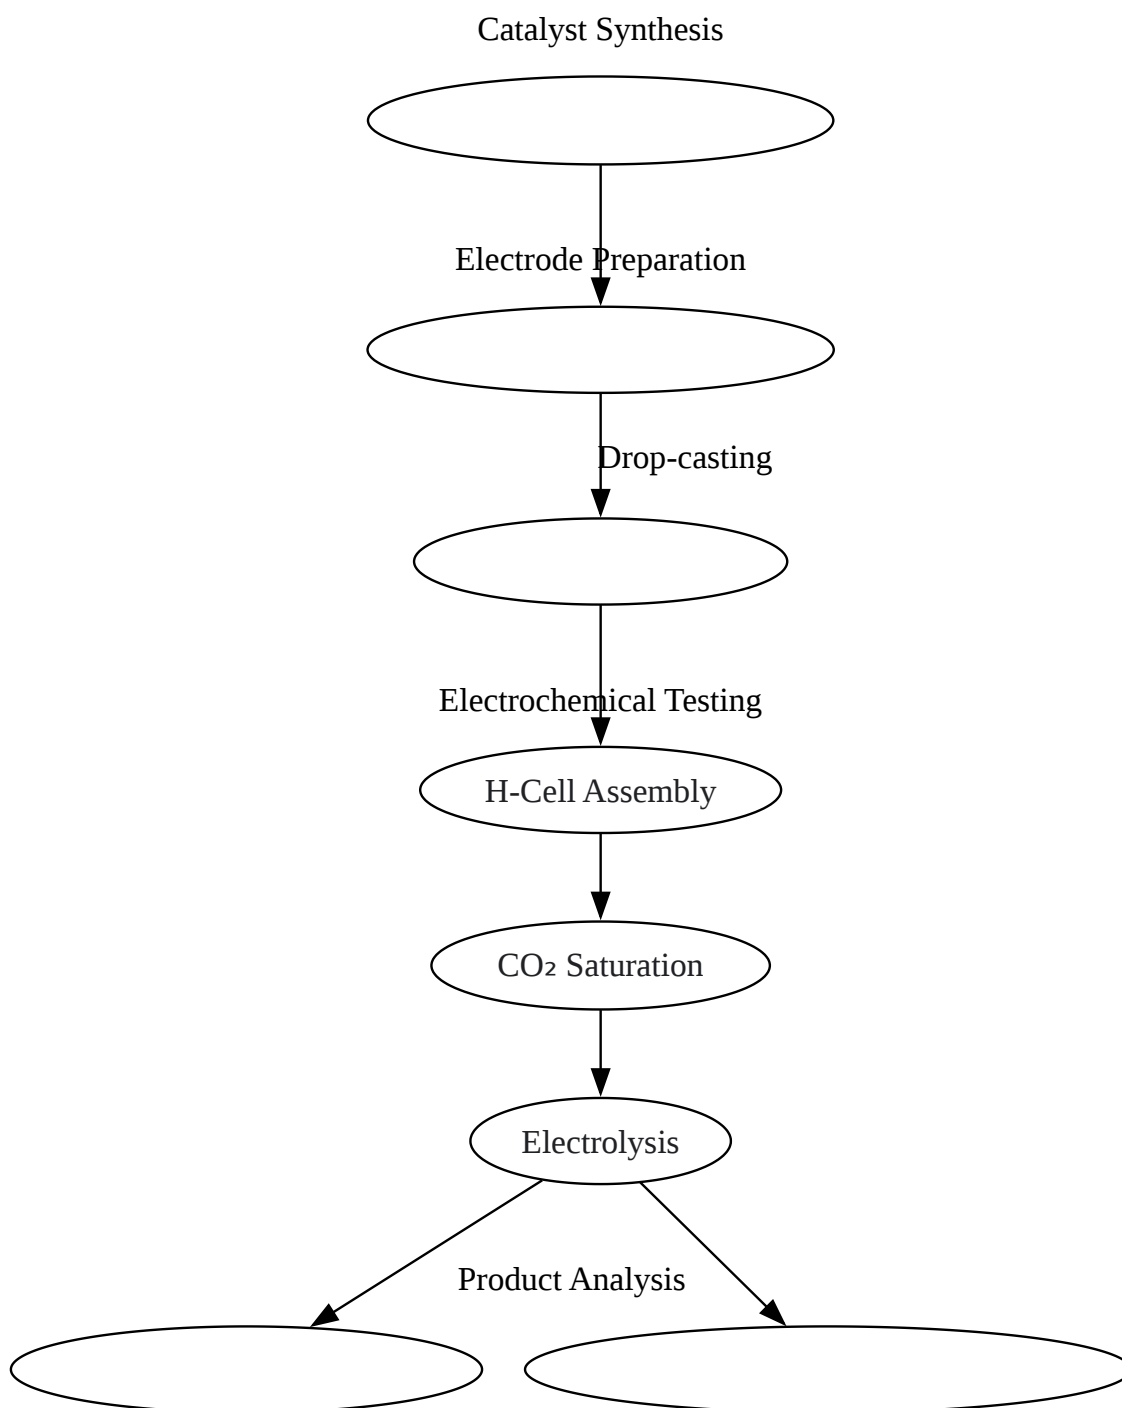 Catalyst Synthesis
Electrode Preparation
Drop-casting
Electrochemical Testing
H-Cell Assembly
CO₂ Saturation
Electrolysis
Product Analysis